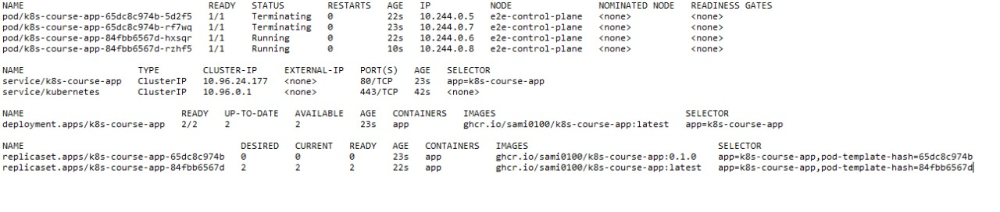 NAME READY STATUS RESTARTS AGE IP NODE NOMINATED NODE READINESS GATES
pod/k8s-course-app-65dc8c974b-5d2f5 1/1 Terminating 0 22s 10.244.0.5 e2e-control-plane <none> <none>
pod/k8s-course-app-65dc8c974b-rf7wq 1/1 Terminating 0 23s 10.244.0.7 e2e-control-plane <none> <none>
pod/k8s-course-app-84fbb6567d-hxsqr 1/1 Running 0 22s 10.244.0.6 e2e-control-plane <none> <none>
pod/k8s-course-app-84fbb6567d-rzhf5 1/1 Running 0 10s 10.244.0.8 e2e-control-plane <none> <none>

NAME TYPE CLUSTER-IP EXTERNAL-IP PORT(S) AGE SELECTOR
service/k8s-course-app ClusterIP 10.96.24.177 <none> 80/TCP 23s app=k8s-course-app
service/kubernetes ClusterIP 10.96.0.1 <none> 443/TCP 42s <none>

NAME READY UP-TO-DATE AVAILABLE AGE CONTAINERS IMAGES SELECTOR
deployment.apps/k8s-course-app 2/2 2 2 23s app ghcr.io/sami0100/k8s-course-app:latest app=k8s-course-app

NAME DESIRED CURRENT READY AGE CONTAINERS IMAGES SELECTOR
replicaset.apps/k8s-course-app-65dc8c974b 0 0 0 23s app ghcr.io/sami0100/k8s-course-app:0.1.0 app=k8s-course-app,pod-template-hash=65dc8c974b
replicaset.apps/k8s-course-app-84fbb6567d 2 2 2 22s app ghcr.io/sami0100/k8s-course-app:latest app=k8s-course-app,pod-template-hash=84fbb6567d